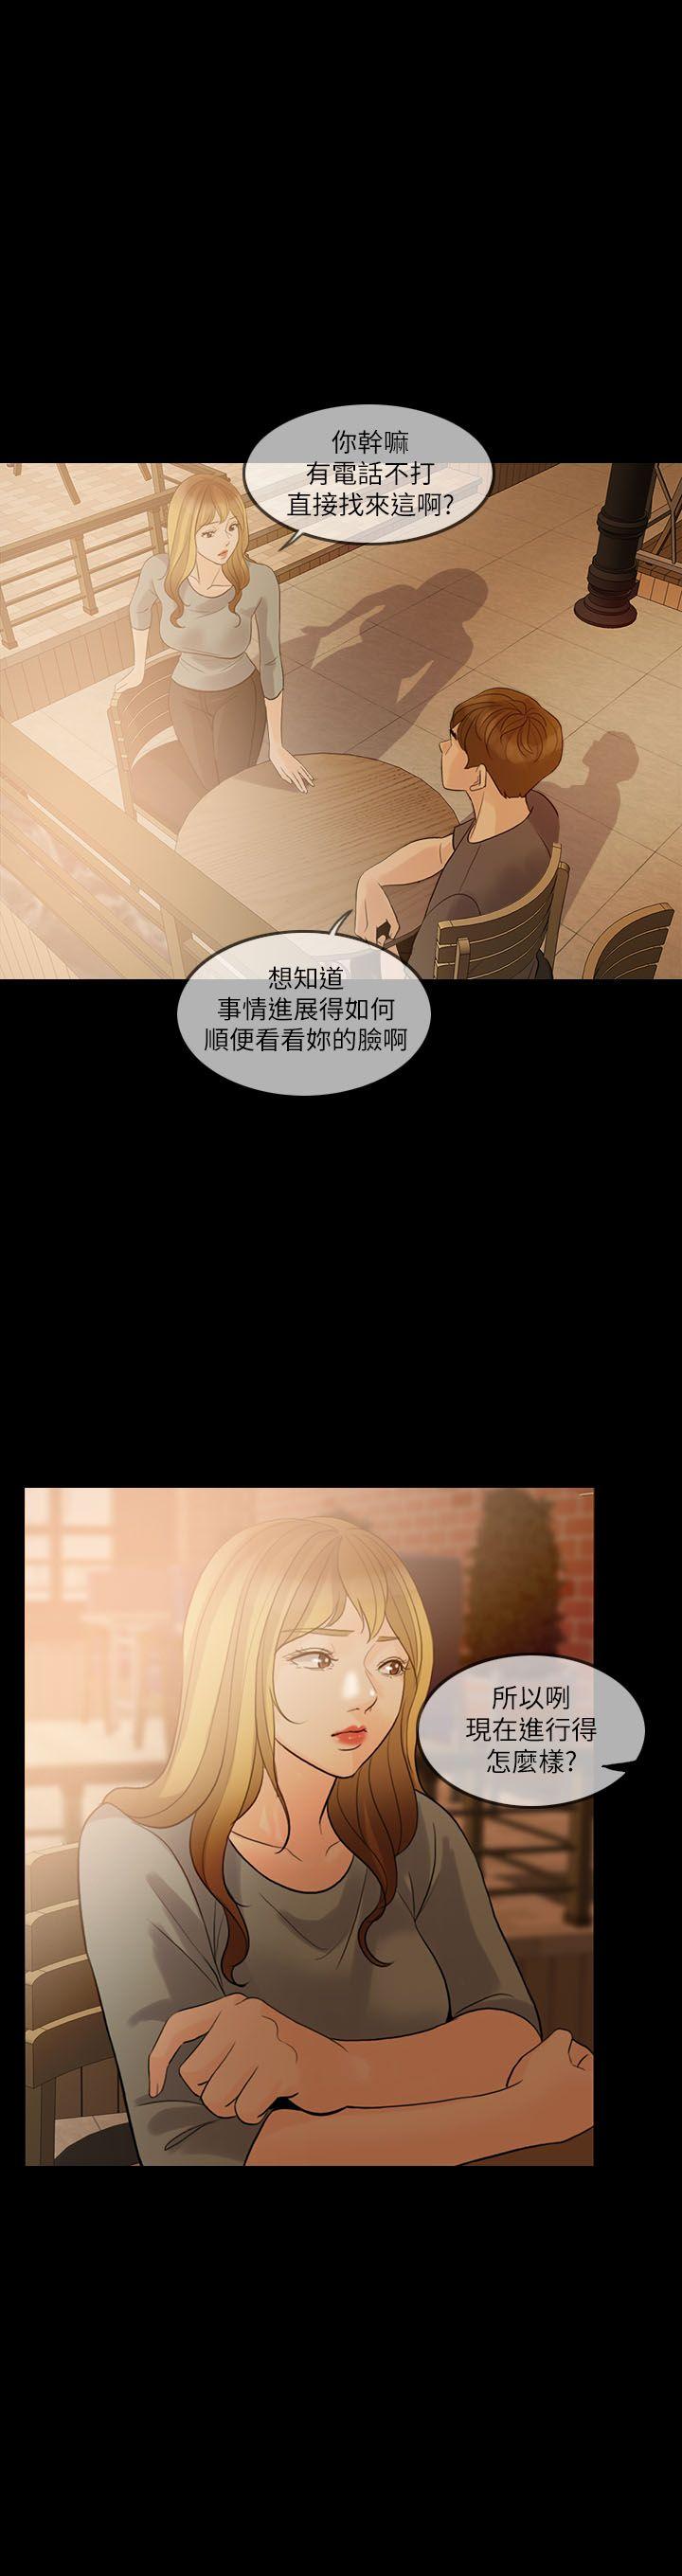 你幹嘛
有電話不打
直接找來這啊?
想知道
事情進展得如何
順便看看妳的臉啊
所以咧
現在進行得
怎麼樣?